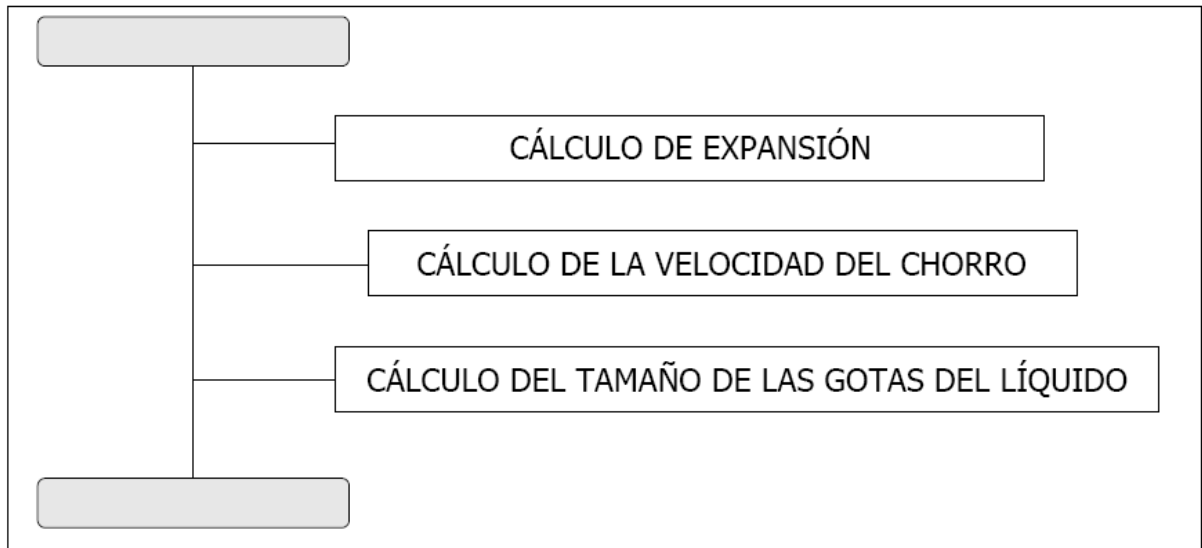 CÁLCULO DE EXPANSIÓN
CÁLCULO DE LA VELOCIDAD DEL CHORRO
CÁLCULO DEL TAMAÑO DE LAS GOTAS DEL LÍQUIDO